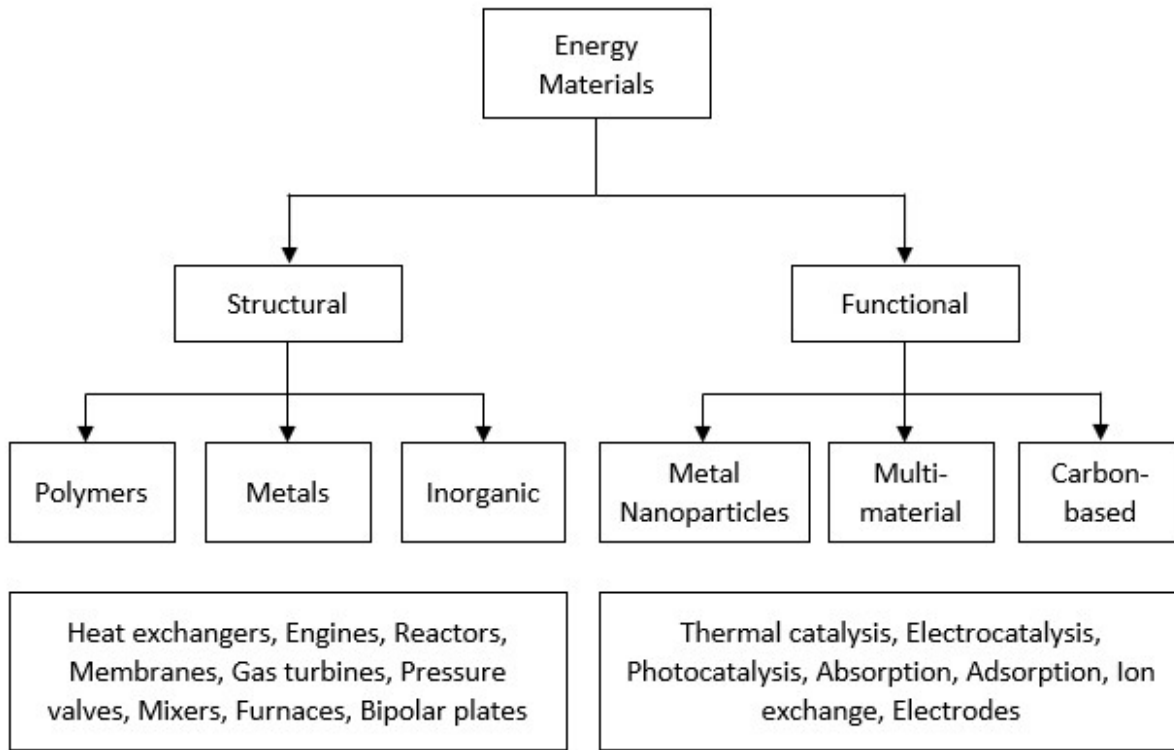 Energy
Materials
Structural
Functional
Polymers
Metals
Inorganic
Metal
Nanoparticles
Multi-
material
Carbon-
based
Heat exchangers, Engines, Reactors,
Membranes, Gas turbines, Pressure
valves, Mixers, Furnaces, Bipolar plates
Thermal catalysis, Electrocatalysis,
Photocatalysis, Absorption, Adsorption, Ion
exchange, Electrodes